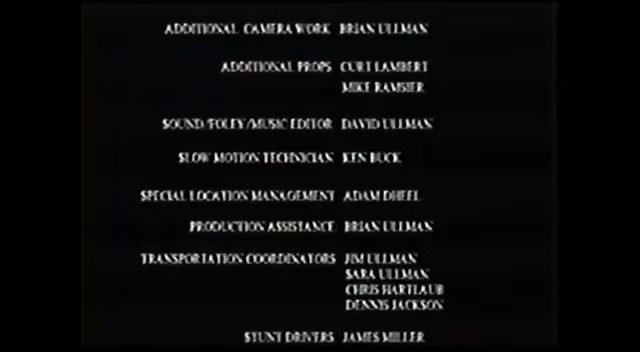 ADDITIONAL CAMERA WORK BRIAN ULLMAN
ADDITIONAL PROPS CURT LAMBERT
MIKE RAMSIER
SOUND/FOLEY/MUSIC EDITOR DAVID ULLMAN
SLOW MOTION TECHNICIAN KEN BUCK
SPECIAL LOCATION MANAGEMENT ADAM DHEEL
PRODUCTION ASSISTANCE BRIAN ULLMAN
TRANSPORTATION COORDINATORS JIM ULLMAN
SARA ULLMAN
CHRIS HARTLAUB
DENNIS JACKSON
STUNT DRIVERS JAMES MILLER